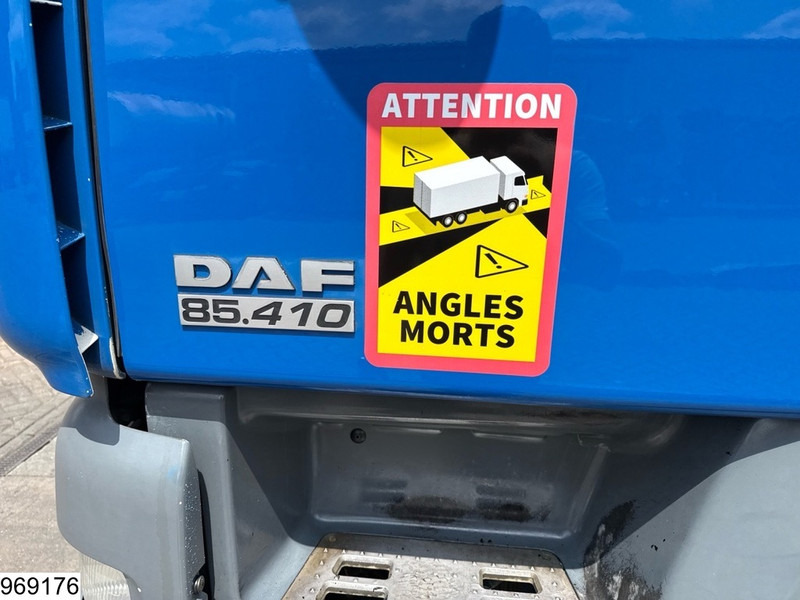 ATTENTION
DAF
85.410
ANGLES
MORTS
969176